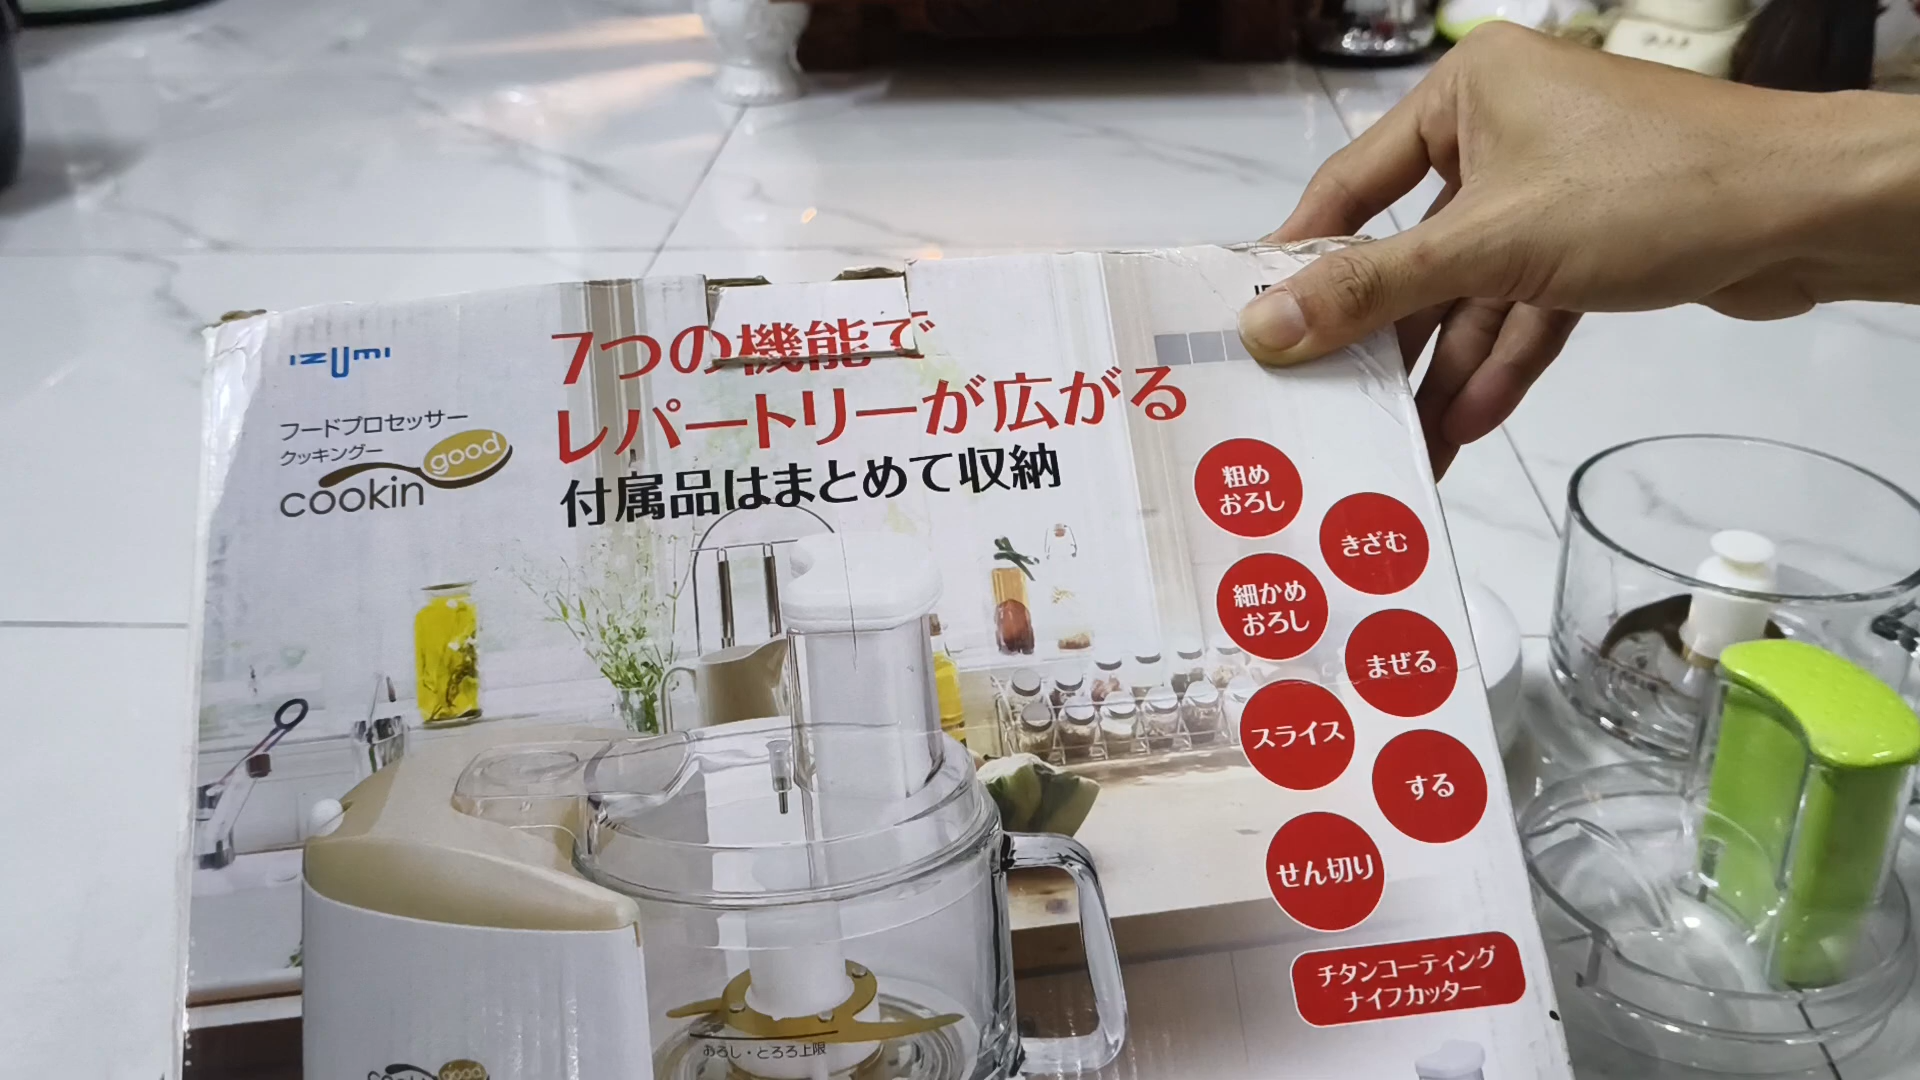 IZUMI
フードプロセッサー
クッキングー
cookin good
7つの機能で
レパートリーが広がる
付属品はまとめて収納
粗め
おろし
きざむ
細かめ
おろし
まぜる
スライス
する
せん切り
チタンコーティング
ナイフカッター
おろし・とろろ上限
good